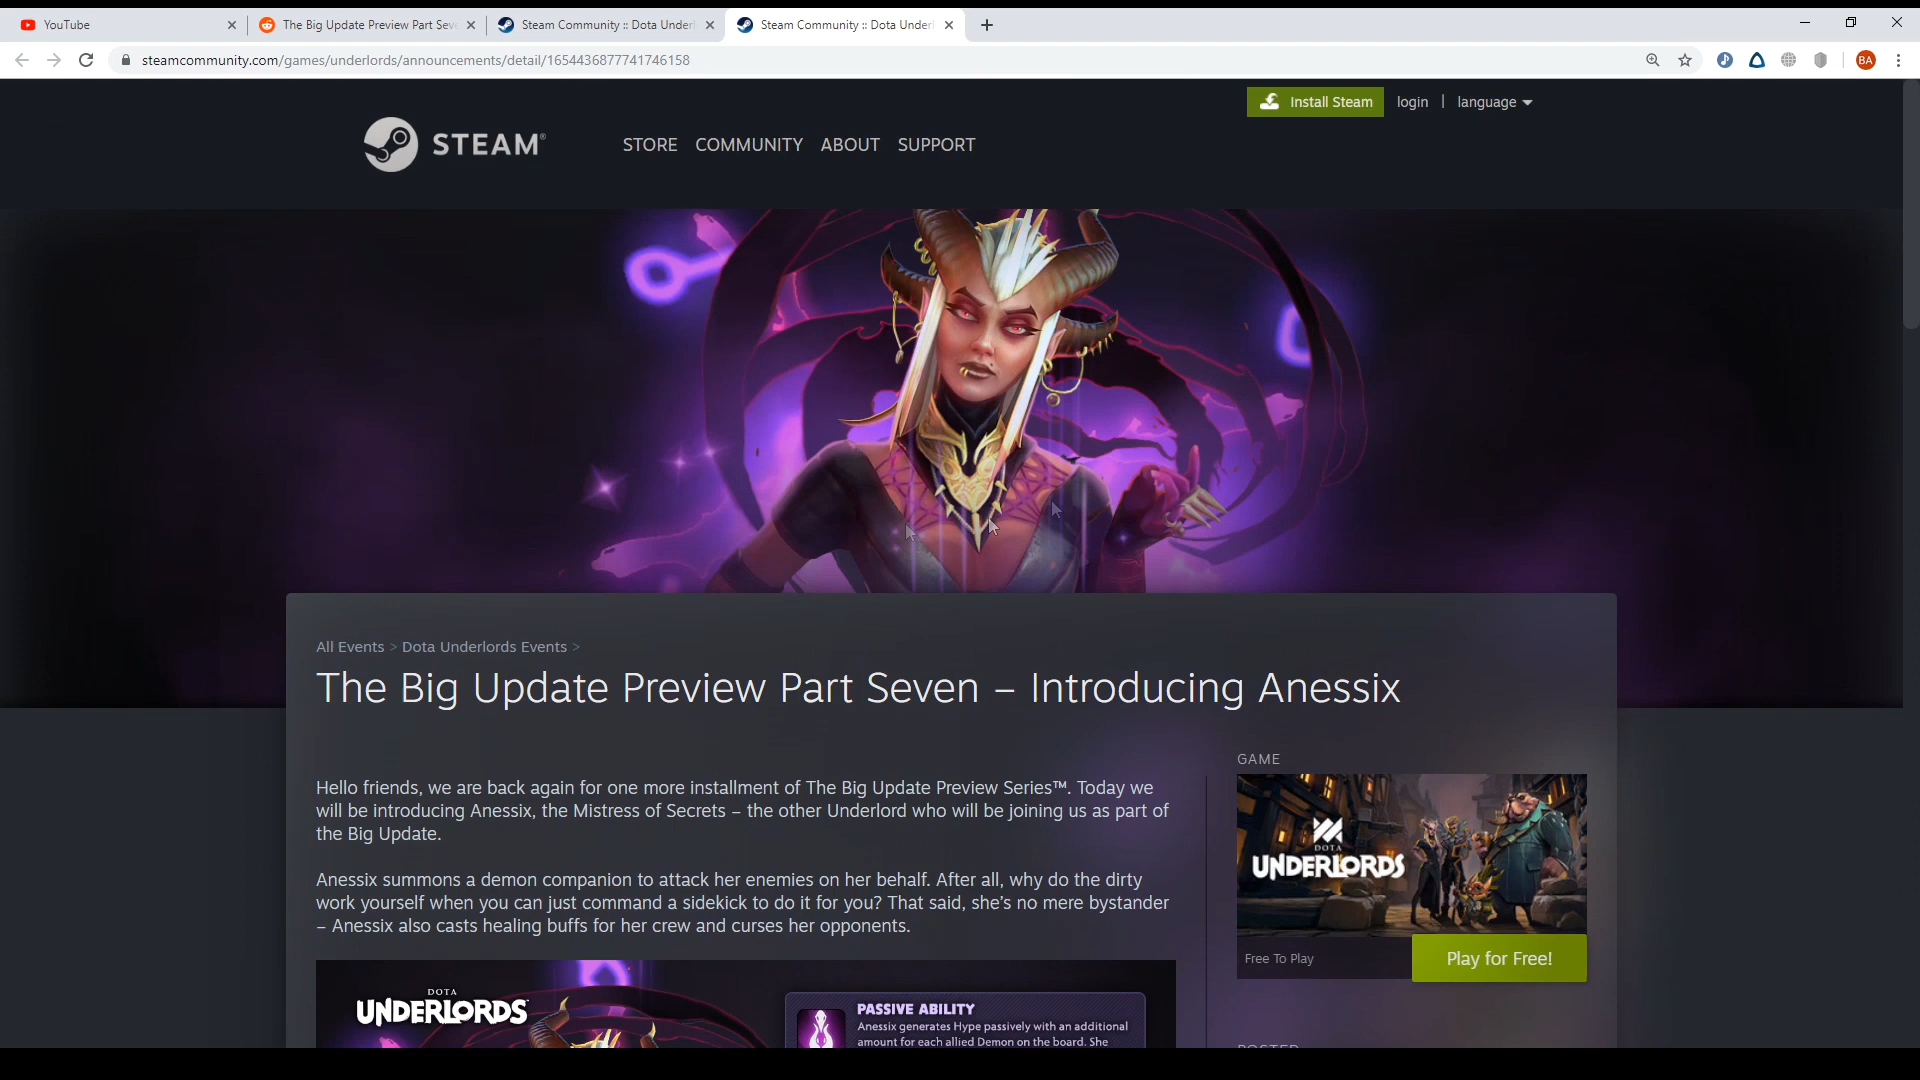 YouTube
The Big Update Preview Part Seve
Steam Community :: Dota Underl
Steam Community :: Dota Underl
steamcommunity.com/games/underlords/announcements/detail/1654436877741746158
BA
Install Steam
login | language
STEAM®
STORE COMMUNITY ABOUT SUPPORT
All Events > Dota Underlords Events >
The Big Update Preview Part Seven – Introducing Anessix
Hello friends, we are back again for one more installment of The Big Update Preview Series™. Today we
will be introducing Anessix, the Mistress of Secrets – the other Underlord who will be joining us as part of
the Big Update.
Anessix summons a demon companion to attack her enemies on her behalf. After all, why do the dirty
work yourself when you can just command a sidekick to do it for you? That said, she’s no mere bystander
– Anessix also casts healing buffs for her crew and curses her opponents.
DOTA
UNDERLORDS
PASSIVE ABILITY
Anessix generates Hype passively with an additional
amount for each allied Demon on the board. She
GAME
DOTA
UNDERLORDS
Free To Play
Play for Free!
POSTED